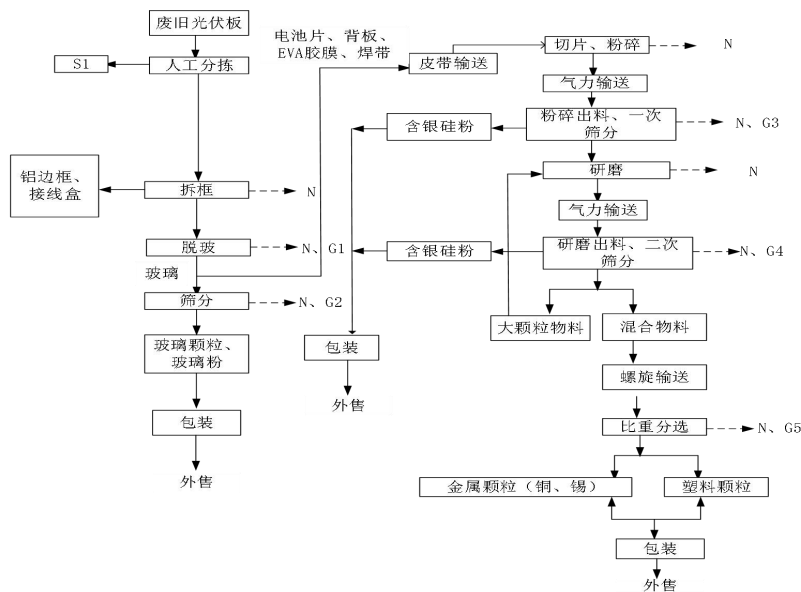 废旧光伏板
S1
人工分拣
铝边框、
接线盒
拆框
N
脱玻
N、G1
玻璃
筛分
N、G2
玻璃颗粒、
玻璃粉
包装
外售
电池片、背板、
EVA胶膜、焊带
皮带输送
切片、粉碎
N
气力输送
含银硅粉
粉碎出料、一次
筛分
N、G3
研磨
N
气力输送
含银硅粉
研磨出料、二次
筛分
N、G4
包装
外售
大颗粒物料
混合物料
螺旋输送
比重分选
N、G5
金属颗粒（铜、锡）
塑料颗粒
包装
外售